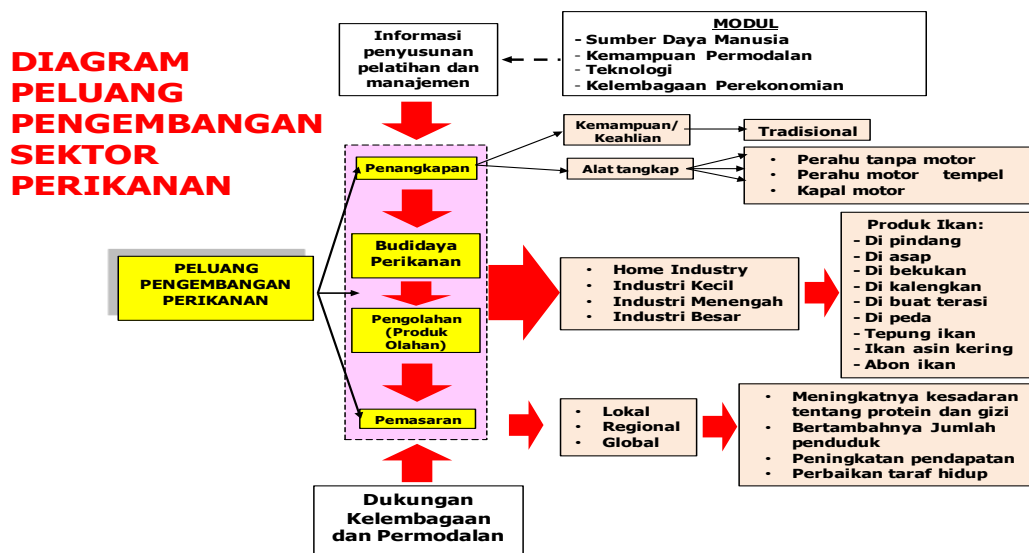 DIAGRAM
PELUANG
PENGEMBANGAN
SEKTOR
PERIKANAN
Informasi
penyusunan
pelatihan dan
manajemen
MODUL
- Sumber Daya Manusia
- Kemampuan Permodalan
- Teknologi
- Kelembagaan Perekonomian
Penangkapan
Kemampuan/
Keahlian
Tradisional
Alat tangkap
• Perahu tanpa motor
• Perahu motor tempel
• Kapal motor
PELUANG
PENGEMBANGAN
PERIKANAN
Budidaya
Perikanan
Pengolahan
(Produk
Olahan)
• Home Industry
• Industri Kecil
• Industri Menengah
• Industri Besar
Produk Ikan:
- Di pindang
- Di asap
- Di bekukan
- Di kalengkan
- Di buat terasi
- Di peda
- Tepung ikan
- Ikan asin kering
- Abon ikan
Pemasaran
• Lokal
• Regional
• Global
• Meningkatnya kesadaran
tentang protein dan gizi
• Bertambahnya Jumlah
penduduk
• Peningkatan pendapatan
• Perbaikan taraf hidup
Dukungan
Kelembagaan
dan Permodalan